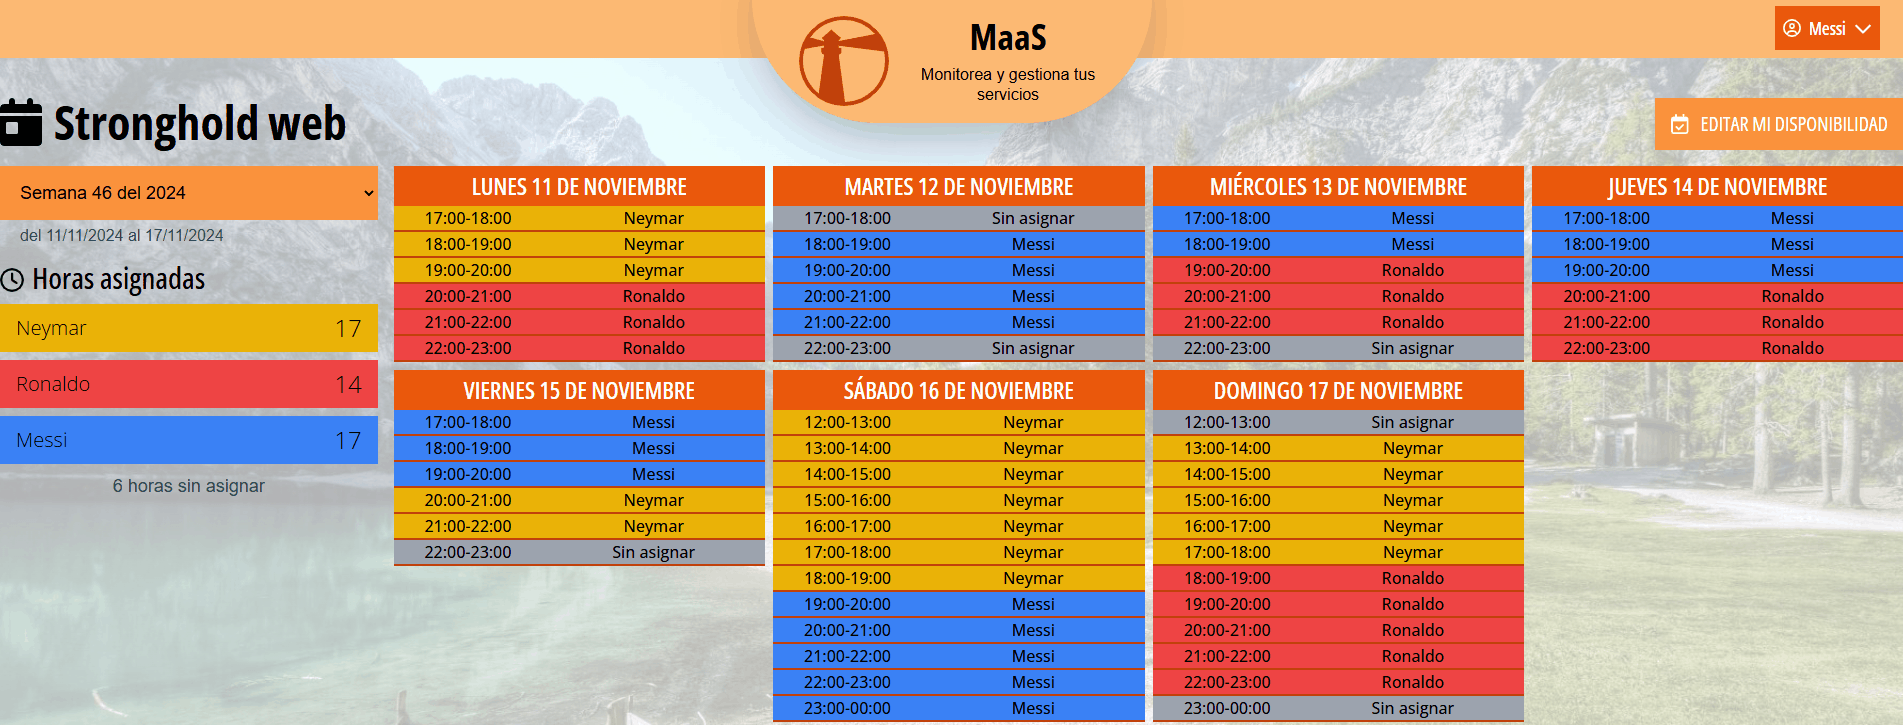 MaaS
Monitorea y gestiona tus
servicios
Messi
Stronghold web
EDITAR MI DISPONIBILIDAD
Semana 46 del 2024
del 11/11/2024 al 17/11/2024
Horas asignadas
Neymar 17
Ronaldo 14
Messi 17
6 horas sin asignar
LUNES 11 DE NOVIEMBRE
17:00-18:00 Neymar
18:00-19:00 Neymar
19:00-20:00 Neymar
20:00-21:00 Ronaldo
21:00-22:00 Ronaldo
22:00-23:00 Ronaldo
MARTES 12 DE NOVIEMBRE
17:00-18:00 Sin asignar
18:00-19:00 Messi
19:00-20:00 Messi
20:00-21:00 Messi
21:00-22:00 Messi
22:00-23:00 Sin asignar
MIÉRCOLES 13 DE NOVIEMBRE
17:00-18:00 Messi
18:00-19:00 Messi
19:00-20:00 Ronaldo
20:00-21:00 Ronaldo
21:00-22:00 Ronaldo
22:00-23:00 Sin asignar
JUEVES 14 DE NOVIEMBRE
17:00-18:00 Messi
18:00-19:00 Messi
19:00-20:00 Messi
20:00-21:00 Ronaldo
21:00-22:00 Ronaldo
22:00-23:00 Ronaldo
VIERNES 15 DE NOVIEMBRE
17:00-18:00 Messi
18:00-19:00 Messi
19:00-20:00 Messi
20:00-21:00 Neymar
21:00-22:00 Neymar
22:00-23:00 Sin asignar
SÁBADO 16 DE NOVIEMBRE
12:00-13:00 Neymar
13:00-14:00 Neymar
14:00-15:00 Neymar
15:00-16:00 Neymar
16:00-17:00 Neymar
17:00-18:00 Neymar
18:00-19:00 Neymar
19:00-20:00 Messi
20:00-21:00 Messi
21:00-22:00 Messi
22:00-23:00 Messi
23:00-00:00 Messi
DOMINGO 17 DE NOVIEMBRE
12:00-13:00 Sin asignar
13:00-14:00 Neymar
14:00-15:00 Neymar
15:00-16:00 Neymar
16:00-17:00 Neymar
17:00-18:00 Neymar
18:00-19:00 Ronaldo
19:00-20:00 Ronaldo
20:00-21:00 Ronaldo
21:00-22:00 Ronaldo
22:00-23:00 Ronaldo
23:00-00:00 Sin asignar